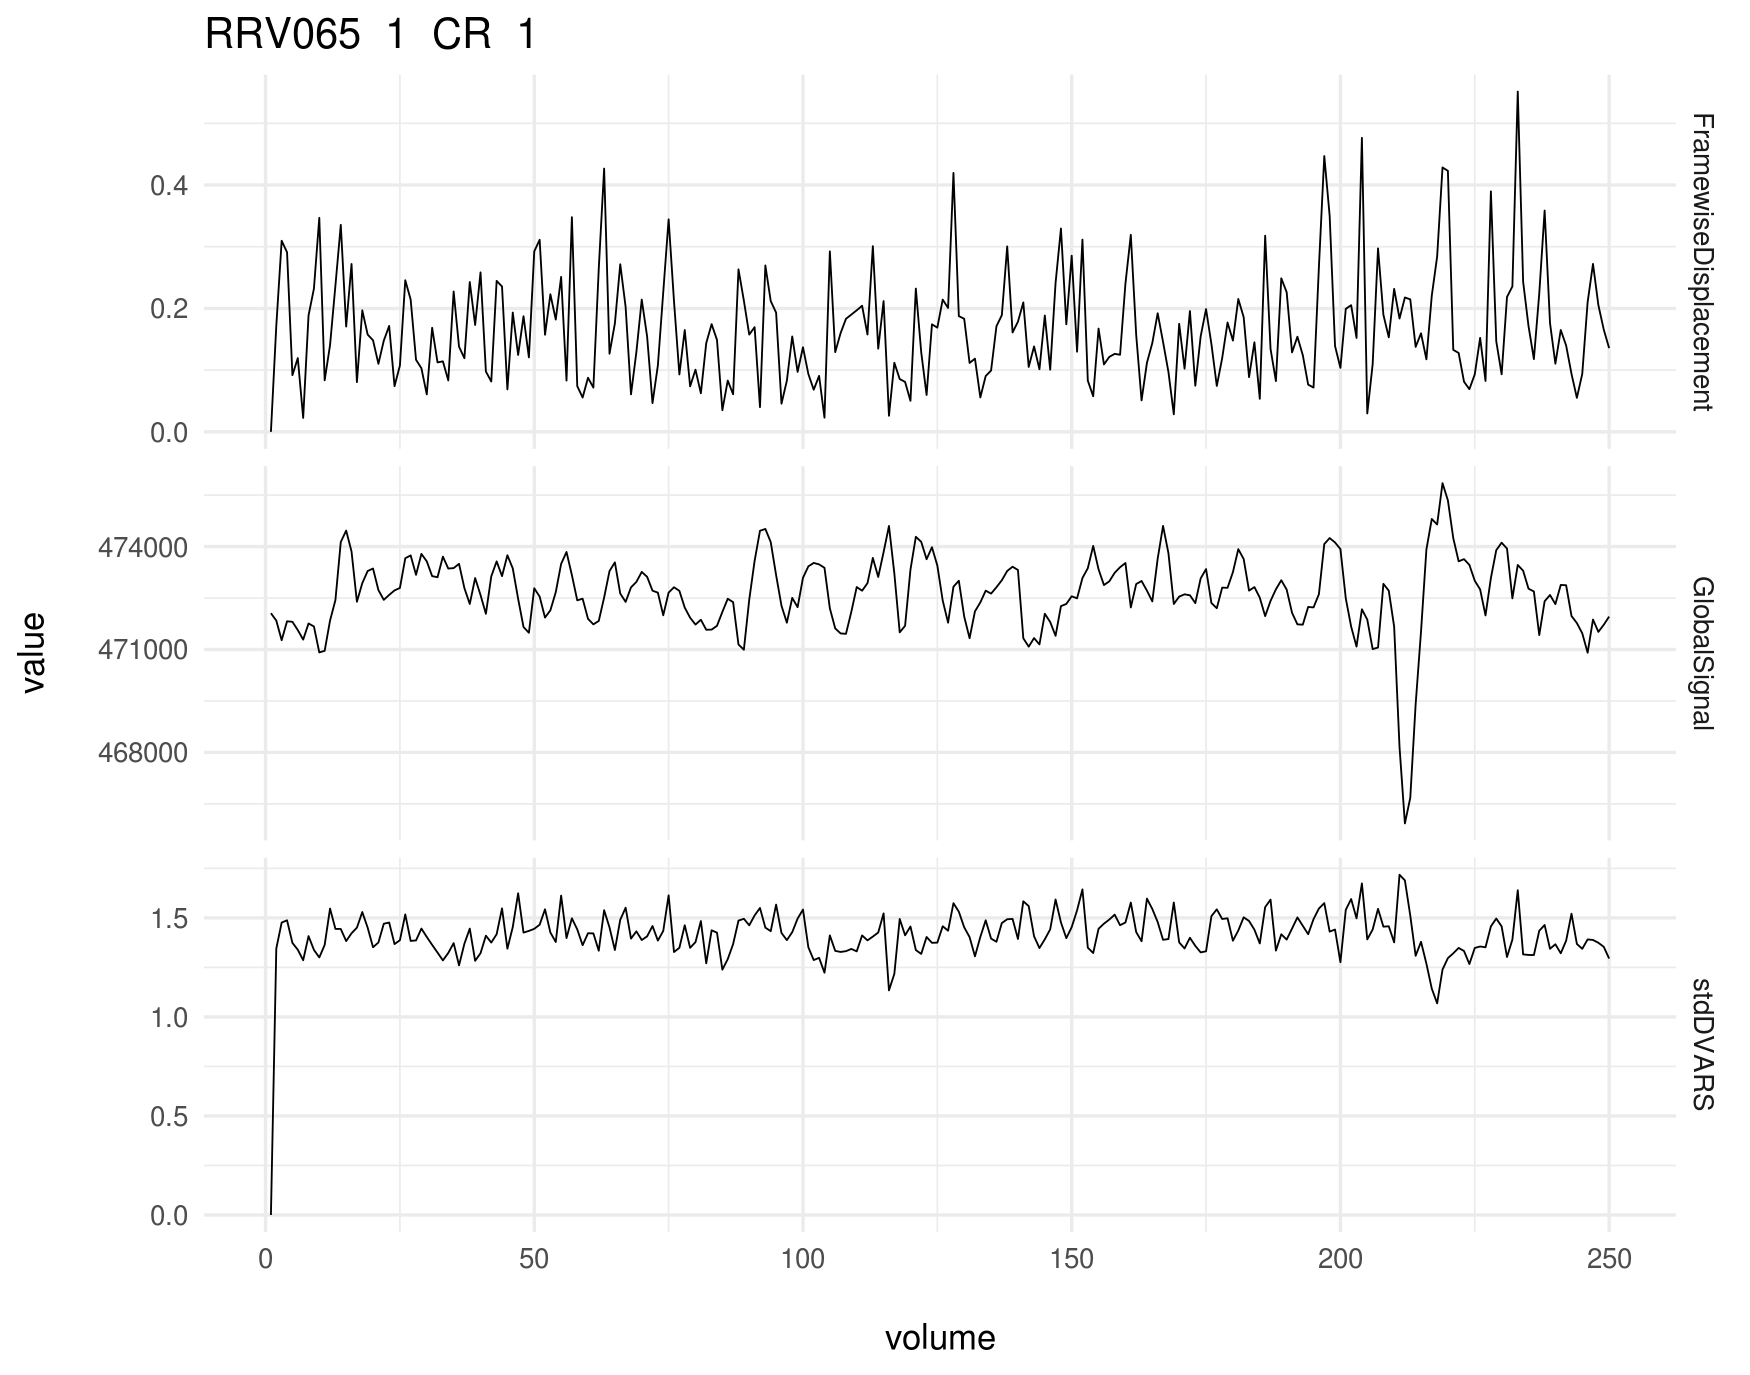 RRV065 1 CR 1
0.4
0.2
0.0
FramewiseDisplacement
474000
471000
468000
GlobalSignal
1.5
1.0
0.5
0.0
stdDVARS
0 50 100 150 200 250
value
volume